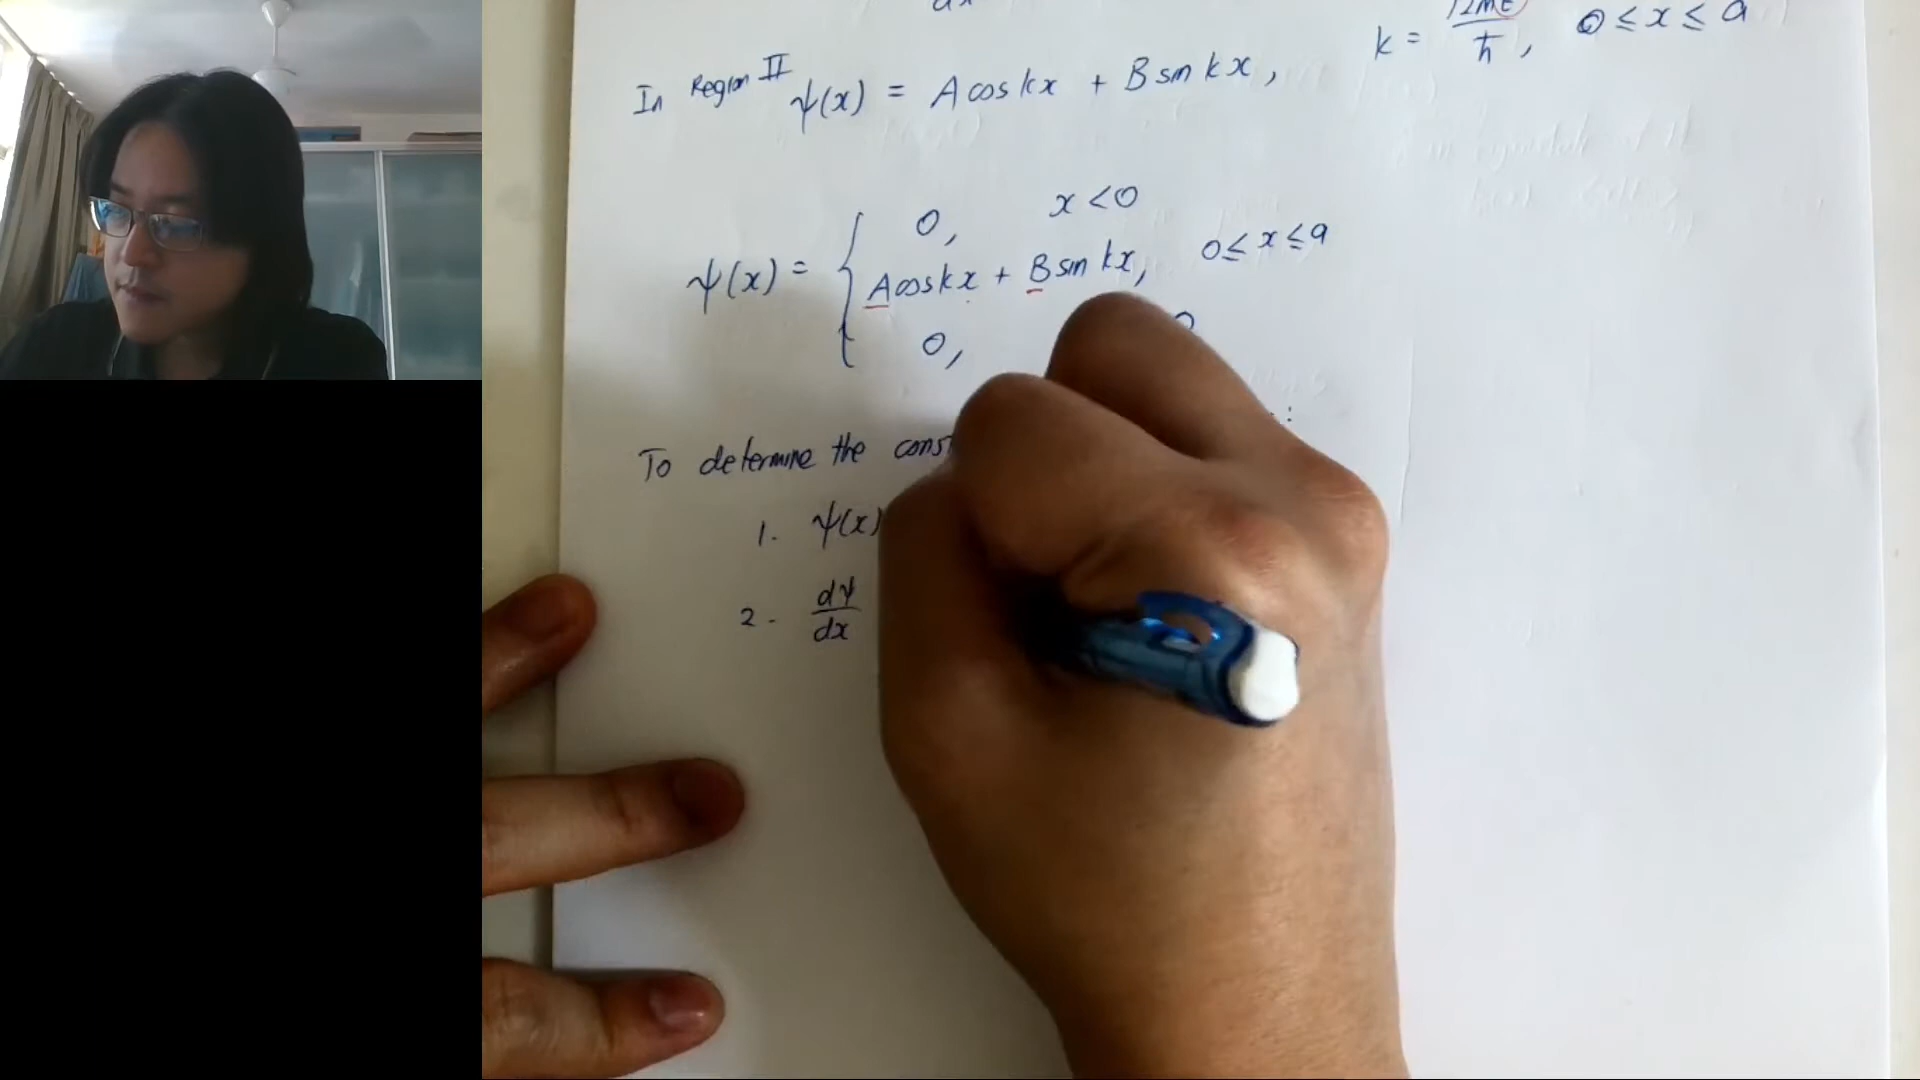 k = √2mE / ħ , 0 ≤ x ≤ a
In Region II ψ(x) = A cos kx + B sin kx ,
ψ(x) = { 0, x < 0
A cos kx + B sin kx, 0 ≤ x ≤ a
0,
To determine the
1. ψ(x)
2. dψ/dx